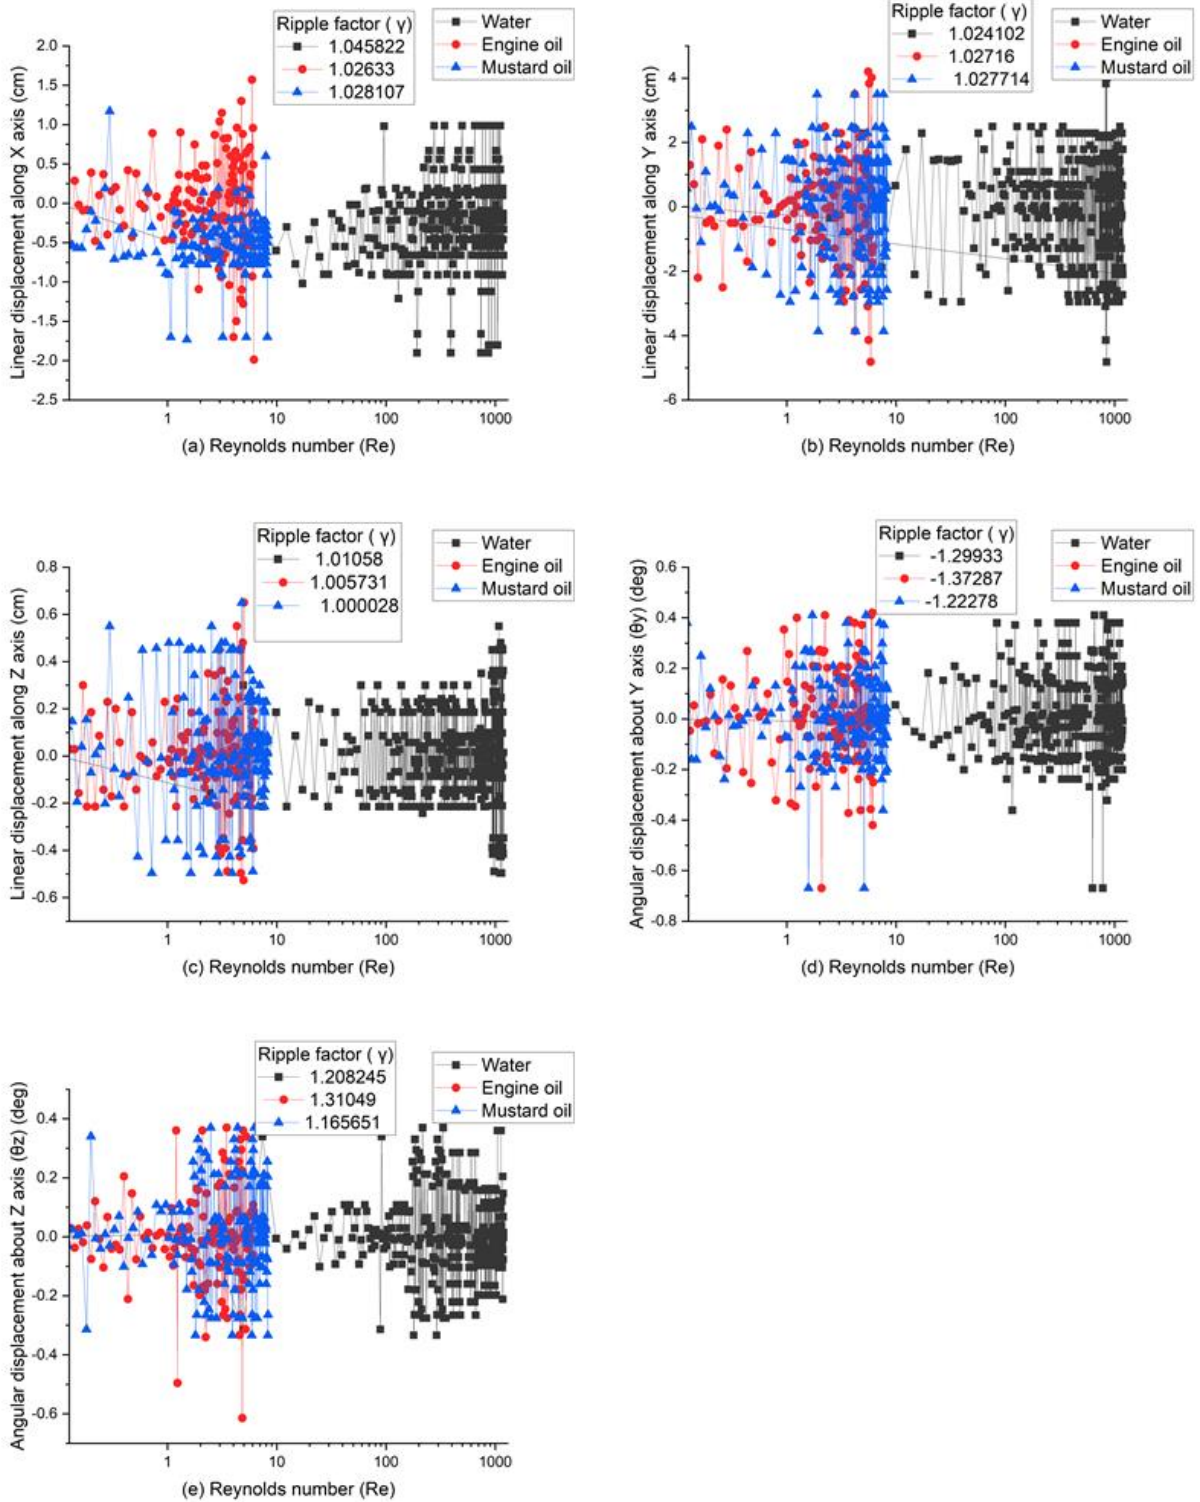 Ripple factor ( γ)
1.045822
1.02633
1.028107
Water
Engine oil
Mustard oil
Linear displacement along X axis (cm)
2.0
1.5
1.0
0.5
0.0
-0.5
-1.0
-1.5
-2.0
-2.5
1 10 100 1000
(a) Reynolds number (Re)
Ripple factor ( γ)
1.024102
1.02716
1.027714
Water
Engine oil
Mustard oil
Linear displacement along Y axis (cm)
4
2
0
-2
-4
-6
1 10 100 1000
(b) Reynolds number (Re)
Ripple factor ( γ)
1.01058
1.005731
1.000028
Water
Engine oil
Mustard oil
Linear displacement along Z axis (cm)
0.8
0.6
0.4
0.2
0.0
-0.2
-0.4
-0.6
1 10 100 1000
(c) Reynolds number (Re)
Ripple factor ( γ)
-1.29933
-1.37287
-1.22278
Water
Engine oil
Mustard oil
Angular displacement about Y axis (θy) (deg)
0.6
0.4
0.2
0.0
-0.2
-0.4
-0.6
-0.8
1 10 100 1000
(d) Reynolds number (Re)
Ripple factor ( γ)
1.208245
1.31049
1.165651
Water
Engine oil
Mustard oil
Angular displacement about Z axis (θz) (deg)
0.4
0.2
0.0
-0.2
-0.4
-0.6
1 10 100 1000
(e) Reynolds number (Re)